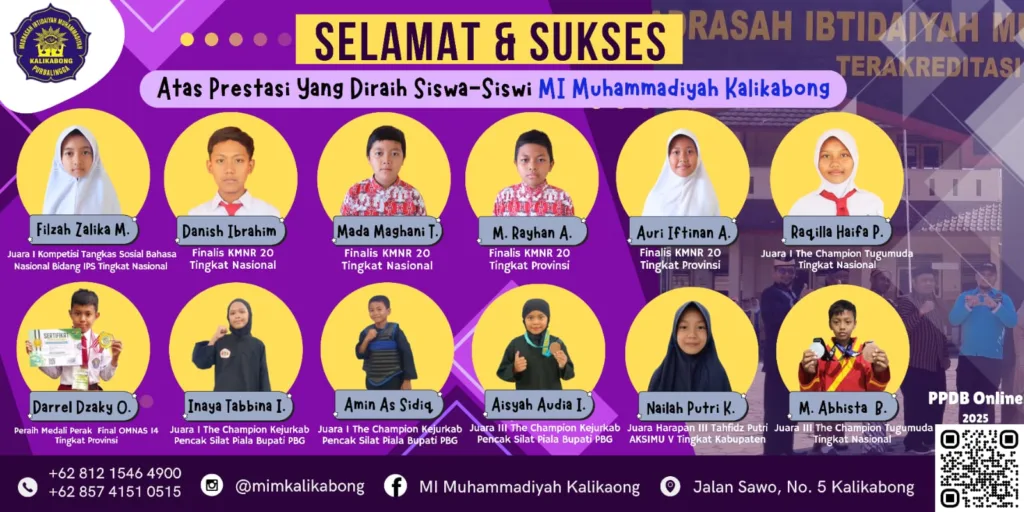 MADRASAH IBTIDAIYAH MUHAMMADIYAH
KALIKABONG
PURBALINGGA
SELAMAT & SUKSES
Atas Prestasi Yang Diraih Siswa-Siswi MI Muhammadiyah Kalikabong
DRASAH IBTIDAIYAH M
TERAKREDITASI
Filzah Zalika M.
Juara I Kompetisi Tangkas Sosial Bahasa
Nasional Bidang IPS Tingkat Nasional
Danish Ibrahim
Finalis KMNR 20
Tingkat Nasional
Mada Maghani T.
Finalis KMNR 20
Tingkat Nasional
M. Rayhan A.
Finalis KMNR 20
Tingkat Provinsi
Auri Iftinan A.
Finalis KMNR 20
Tingkat Provinsi
Raqilla Haifa P.
Juara I The Champion Tugumuda
Tingkat Nasional
SERTIFIKAT
Darrel Dzaky O.
Peraih Medali Perak Final OMNAS 14
Tingkat Provinsi
Inaya Tabbina I.
Juara I The Champion Kejurkab
Pencak Silat Piala Bupati PBG
Amin As Sidiq
Juara I The Champion Kejurkab
Pencak Silat Piala Bupati PBG
Aisyah Audia I.
Juara III The Champion Kejurkab
Pencak Silat Piala Bupati PBG
Nailah Putri K.
Juara Harapan III Tahfidz Putri
AKSIMU V Tingkat Kabupaten
M. Abhista B.
Juara III The Champion Tugumuda
Tingkat Nasional
PPDB Online
2025
+62 812 1546 4900
+62 857 4151 0515
@mimkalikabong
MI Muhammadiyah Kalikaong
Jalan Sawo, No. 5 Kalikabong